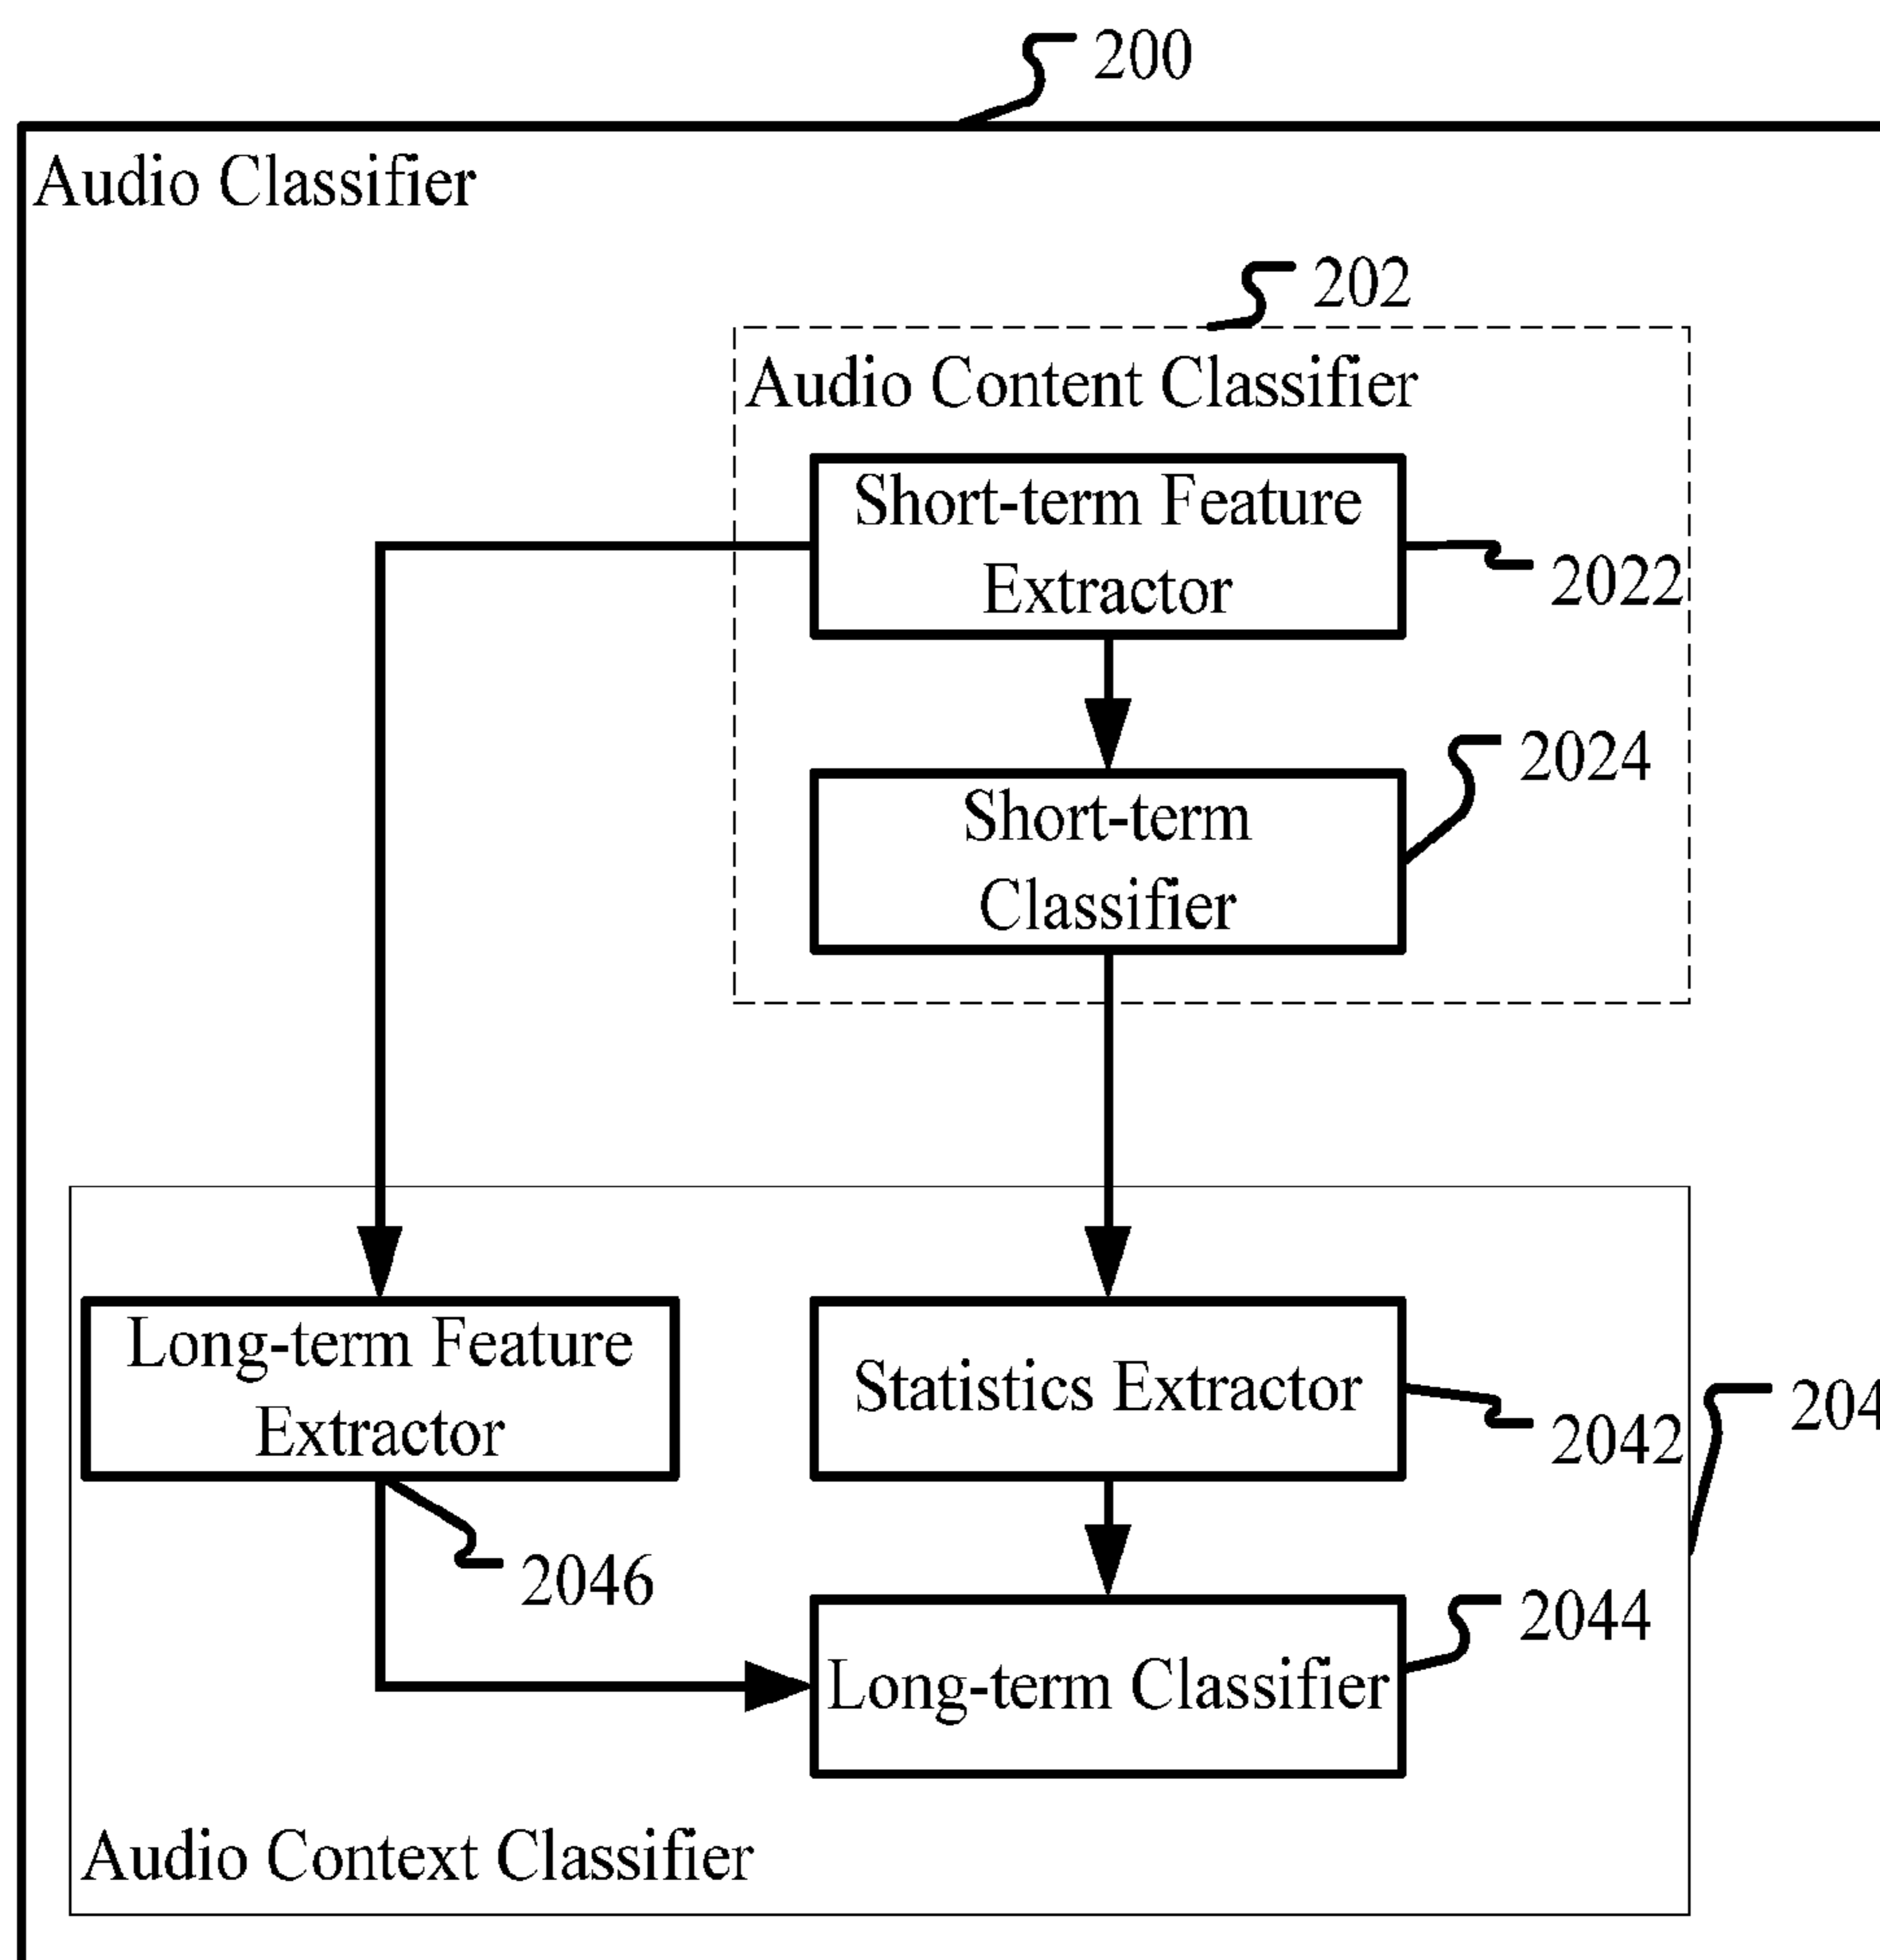 200
Audio Classifier
202
Audio Content Classifier
Short-term Feature
Extractor
2022
2024
Short-term
Classifier
Long-term Feature
Extractor
Statistics Extractor
2042
204
2046
2044
Long-term Classifier
Audio Context Classifier